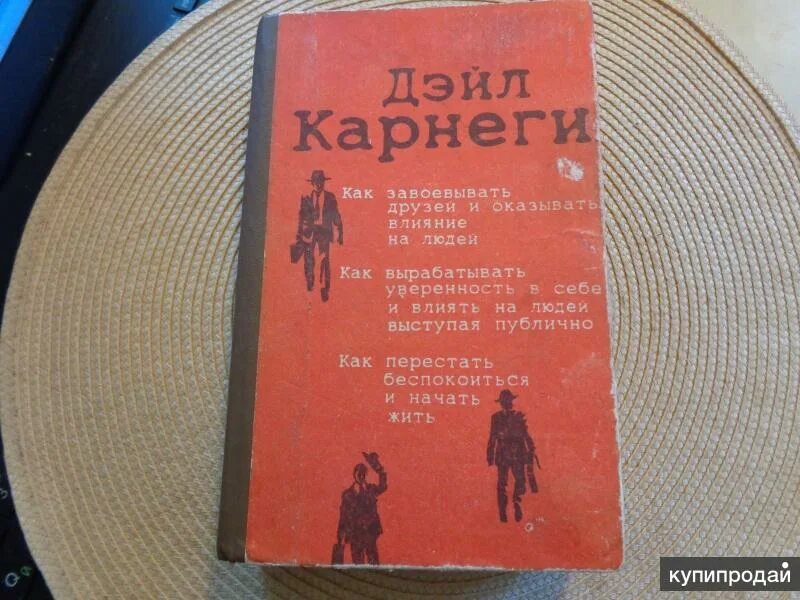 Дэйл
Карнеги
Как завоевывать
друзей и оказывать
влияние
на людей
Как вырабатывать
уверенность в себе
и влиять на людей
выступая публично
Как перестать
беспокоиться
и начать
жить
купипродай